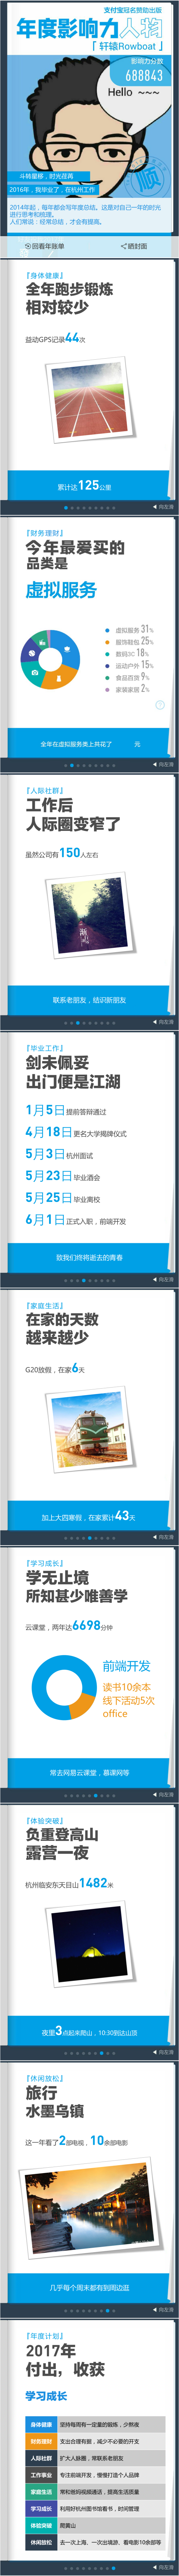 支付宝冠名赞助出版
年度影响力人物
「 轩辕Rowboat 」
影响力分数
688843
Hello ~~~
顺
斗转星移，时光荏苒
2016年，我毕业了，在杭州工作
2014年起，每年都会写年度总结。这是对自己一年的时光
进行思考和梳理。
人们常说：经常总结，才会有提高。
回看年账单
晒封面
『身体健康』
全年跑步锻炼
相对较少
益动GPS记录44次
累计达125公里
向左滑
『财务理财』
今年最爱买的
品类是
虚拟服务
虚拟服务 31%
服饰鞋包 25%
数码3C 18%
运动户外 15%
食品百货 9%
家装家居 2%
全年在虚拟服务类上共花了 元
向左滑
『人际社群』
工作后
人际圈变窄了
虽然公司有150人左右
渐
联系老朋友，结识新朋友
向左滑
『毕业工作』
剑未佩妥
出门便是江湖
1月5日提前答辩通过
4月18日更名大学揭牌仪式
5月3日杭州面试
5月23日毕业酒会
5月25日毕业离校
6月1日正式入职，前端开发
致我们终将逝去的青春
向左滑
『家庭生活』
在家的天数
越来越少
G20放假，在家6天
加上大四寒假，在家累计43天
向左滑
『学习成长』
学无止境
所知甚少唯善学
云课堂，两年达6698分钟
前端开发
读书10余本
线下活动5次
office
常去网易云课堂，慕课网等
向左滑
『体验突破』
负重登高山
露营一夜
杭州临安东天目山1482米
夜里3点起来爬山，10:30到达山顶
向左滑
『休闲放松』
旅行
水墨乌镇
这一年看了2部电视，10余部电影
几乎每个周末都有到周边逛
向左滑
『年度计划』
2017年
付出，收获
学习成长
身体健康 坚持每周有一定量的锻炼，少熬夜
财务理财 支出合理有据，减少不必要的开支
人际社群 扩大人脉圈，常联系老朋友
工作事业 专注前端开发，慢慢打造个人品牌
家庭生活 常和爸妈视频通话，提高生活质量
学习成长 利用好杭州图书馆看书，时间管理
体验突破 爬黄山
休闲放松 去一次上海、一次出境游、看电影10余部等
向左滑